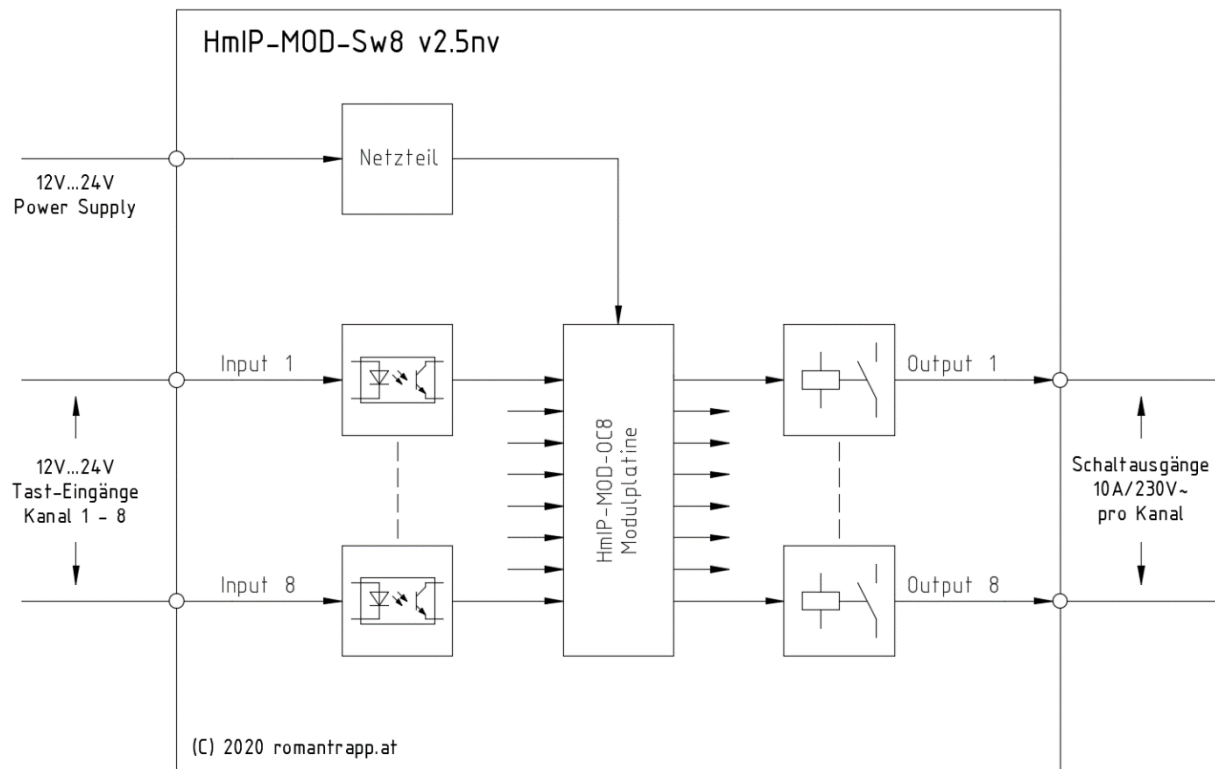 HmIP-MOD-Sw8 v2.5nv
Netzteil
12V...24V
Power Supply
Input 1
Output 1
12V...24V
Tast-Eingänge
Kanal 1 - 8
HmIP-MOD-OC8
Modulplatine
Schaltausgänge
10A/230V~
pro Kanal
Input 8
Output 8
(C) 2020 romantrapp.at